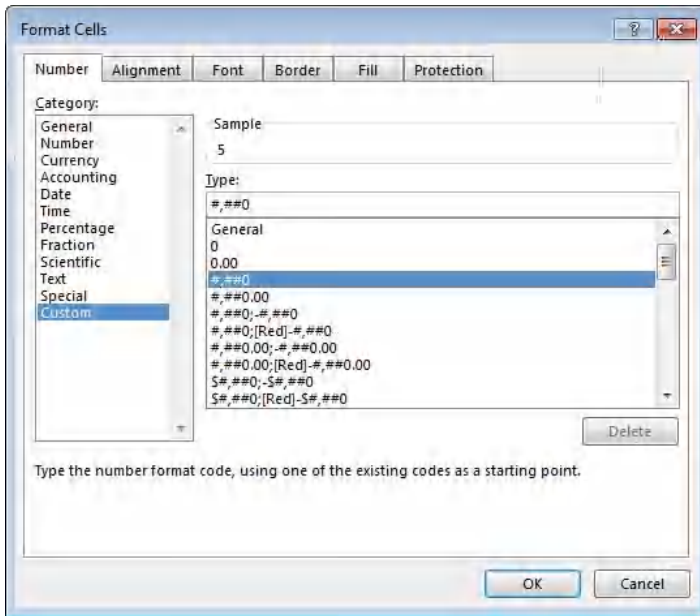 Format Cells
Number Alignment Font Border Fill Protection
Category:
General
Number
Currency
Accounting
Date
Time
Percentage
Fraction
Scientific
Text
Special
Custom
Sample
5
Type:
#,##0
General
0
0.00
#,##0
#,##0.00
#,##0;-#,##0
#,##0;[Red]-#,##0
#,##0.00;-#,##0.00
#,##0.00;[Red]-#,##0.00
$#,##0;-$#,##0
$#,##0;[Red]-$#,##0
Delete
Type the number format code, using one of the existing codes as a starting point.
OK Cancel